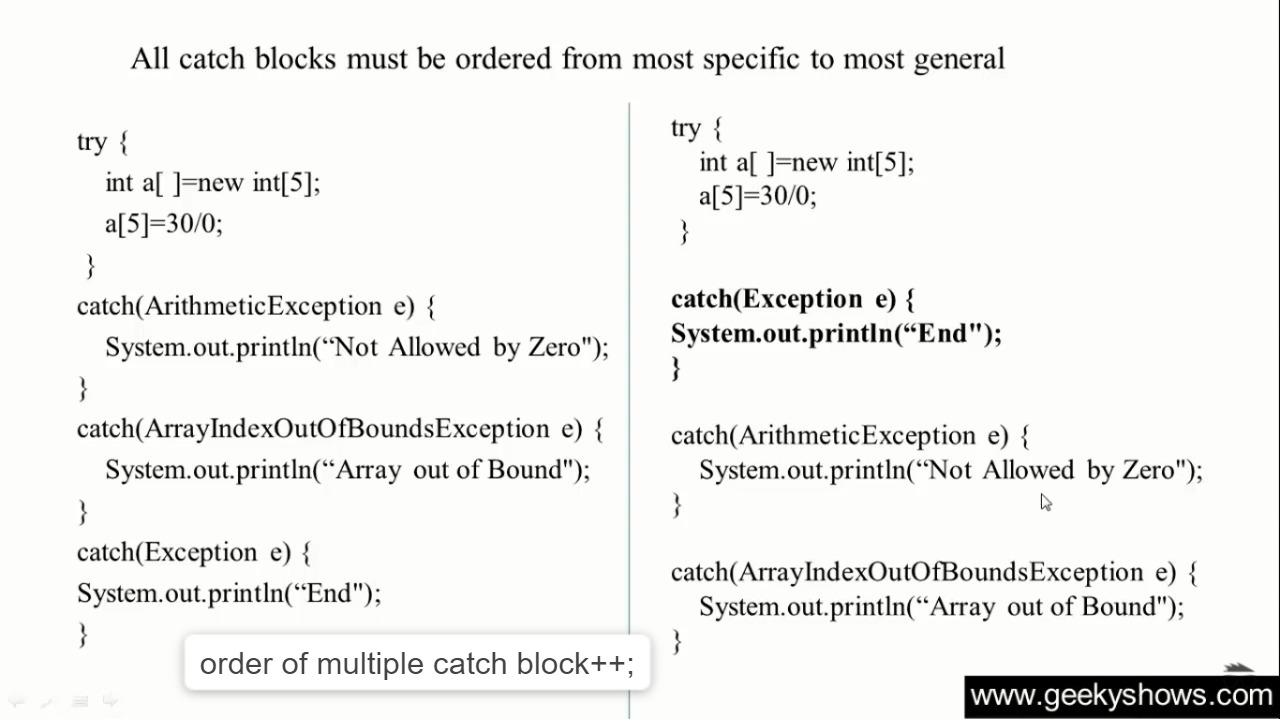 All catch blocks must be ordered from most specific to most general
try {
int a[ ]=new int[5];
a[5]=30/0;
}
catch(ArithmeticException e) {
System.out.println(“Not Allowed by Zero");
}
catch(ArrayIndexOutOfBoundsException e) {
System.out.println(“Array out of Bound");
}
catch(Exception e) {
System.out.println(“End");
}
try {
int a[ ]=new int[5];
a[5]=30/0;
}
catch(Exception e) {
System.out.println(“End");
}
catch(ArithmeticException e) {
System.out.println(“Not Allowed by Zero");
}
catch(ArrayIndexOutOfBoundsException e) {
System.out.println(“Array out of Bound");
}
order of multiple catch block++;
www.geekyshows.com